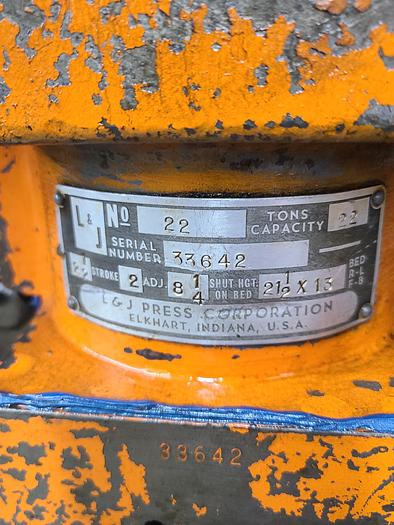 L & J No 22 TONS CAPACITY 22
SERIAL NUMBER 33642
STROKE 2 ADJ. 8 1/4 SHUT HGT. ON BED 21 1/2 X 13 BED R-L F-B
L & J PRESS CORPORATION
ELKHART, INDIANA, U.S.A.
33642